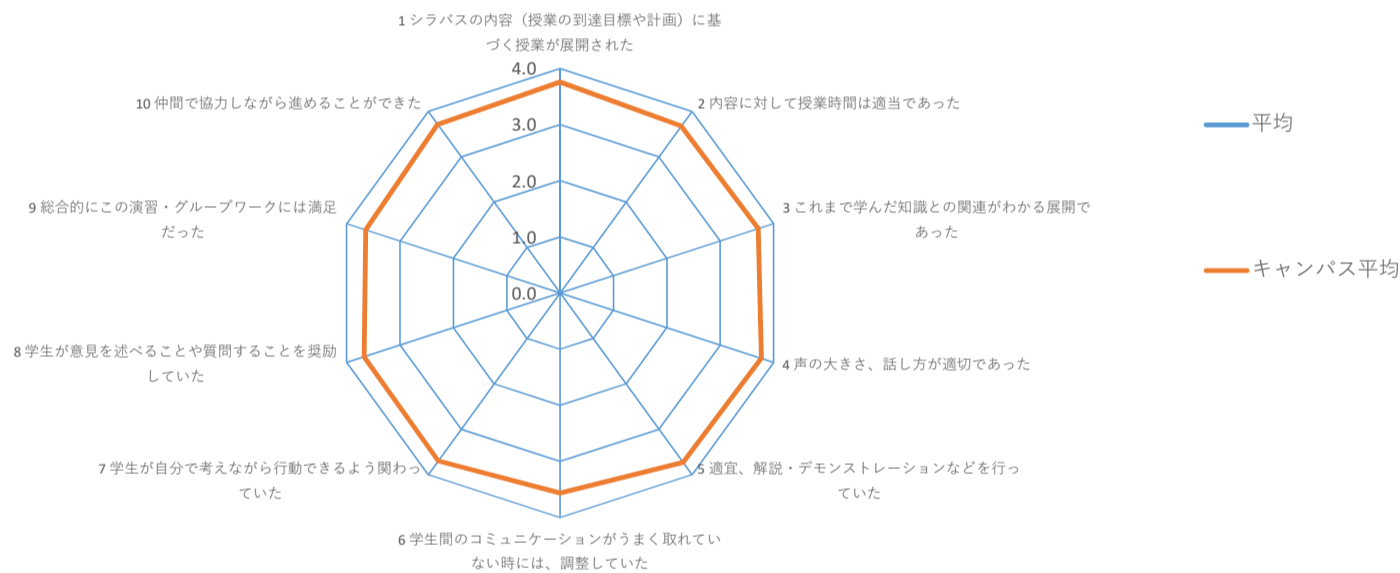 1 シラバスの内容（授業の到達目標や計画）に基
づく授業が展開された
4.0
3.0
2.0
1.0
0.0
2 内容に対して授業時間は適当であった
3 これまで学んだ知識との関連がわかる展開で
あった
4 声の大きさ、話し方が適切であった
5 適宜、解説・デモンストレーションなどを行っ
ていた
6 学生間のコミュニケーションがうまく取れてい
ない時には、調整していた
7 学生が自分で考えながら行動できるよう関わっ
ていた
8 学生が意見を述べることや質問することを奨励
していた
9 総合的にこの演習・グループワークには満足
だった
10 仲間で協力しながら進めることができた
平均
キャンパス平均